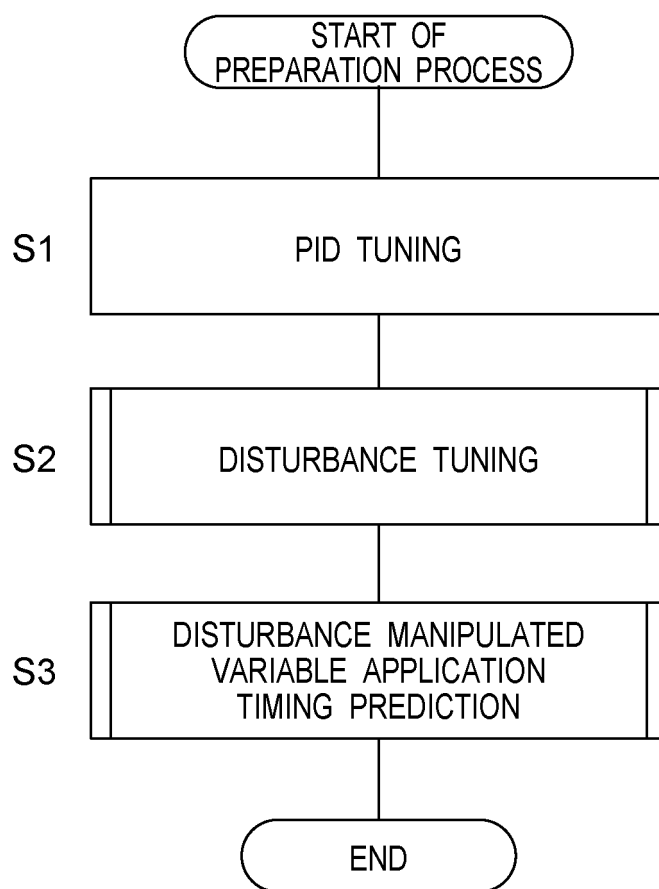 START OF
PREPARATION PROCESS
S1
PID TUNING
S2
DISTURBANCE TUNING
S3
DISTURBANCE MANIPULATED
VARIABLE APPLICATION
TIMING PREDICTION
END